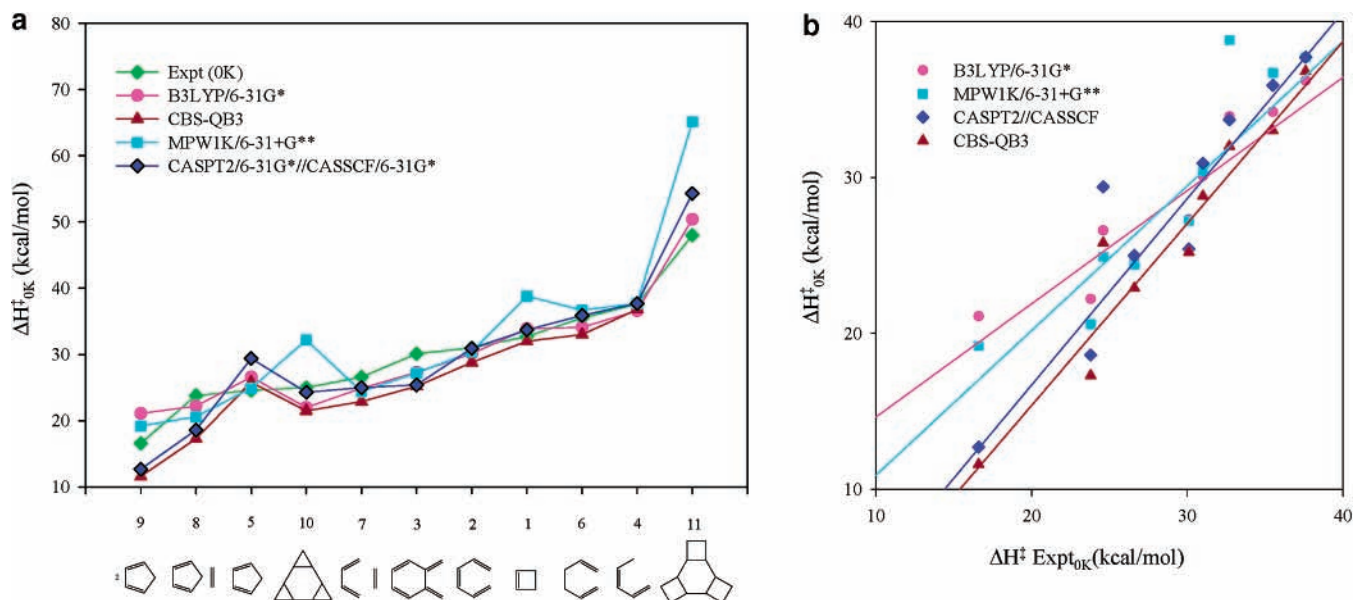 a
80
70
60
50
40
30
20
10
ΔH‡0K (kcal/mol)
Expt (0K)
B3LYP/6-31G*
CBS-QB3
MPW1K/6-31+G**
CASPT2/6-31G*//CASSCF/6-31G*
9 8 5 10 7 3 2 1 6 4 11
2
b
40
30
20
10
ΔH‡0K (kcal/mol)
B3LYP/6-31G*
MPW1K/6-31+G**
CASPT2//CASSCF
CBS-QB3
10 20 30 40
ΔH‡ Expt0K(kcal/mol)